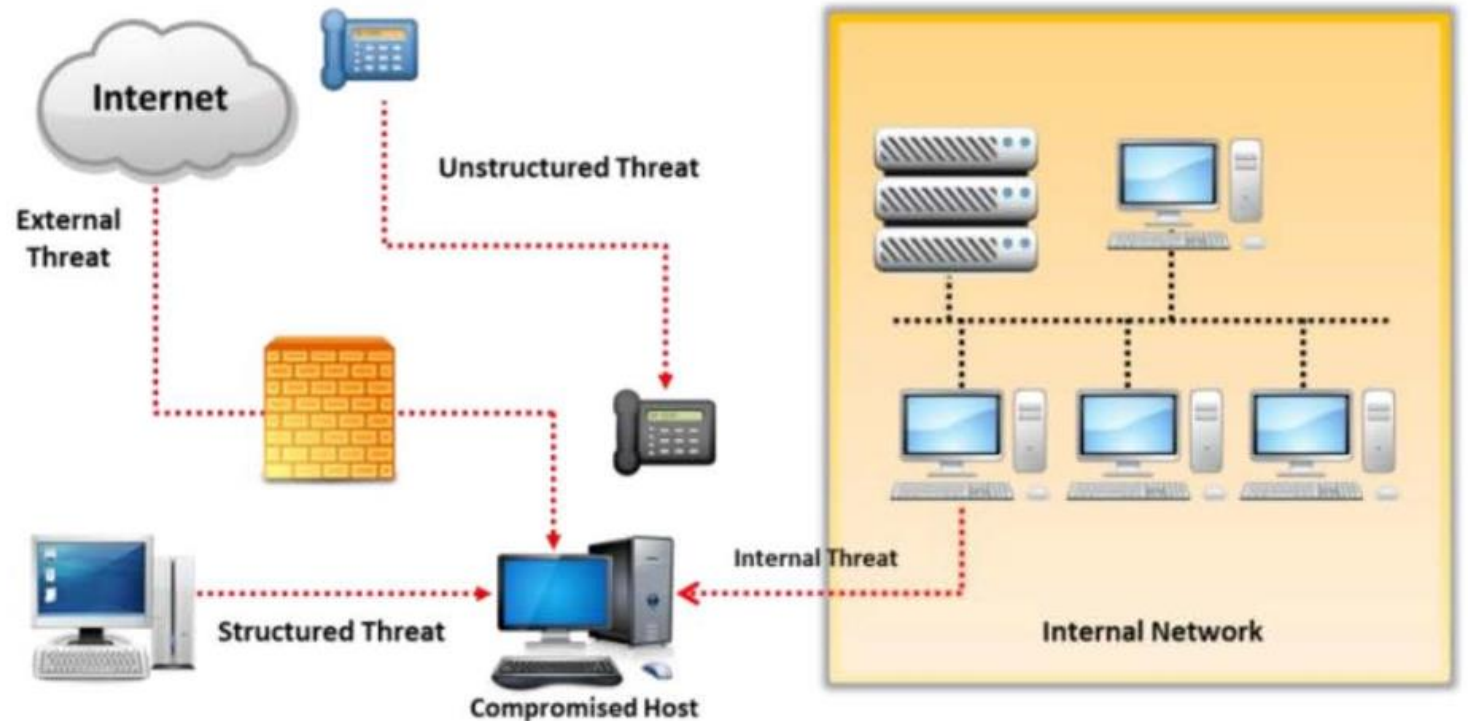 Internet
Unstructured Threat
External
Threat
Internal Threat
Structured Threat
Internal Network
Compromised Host